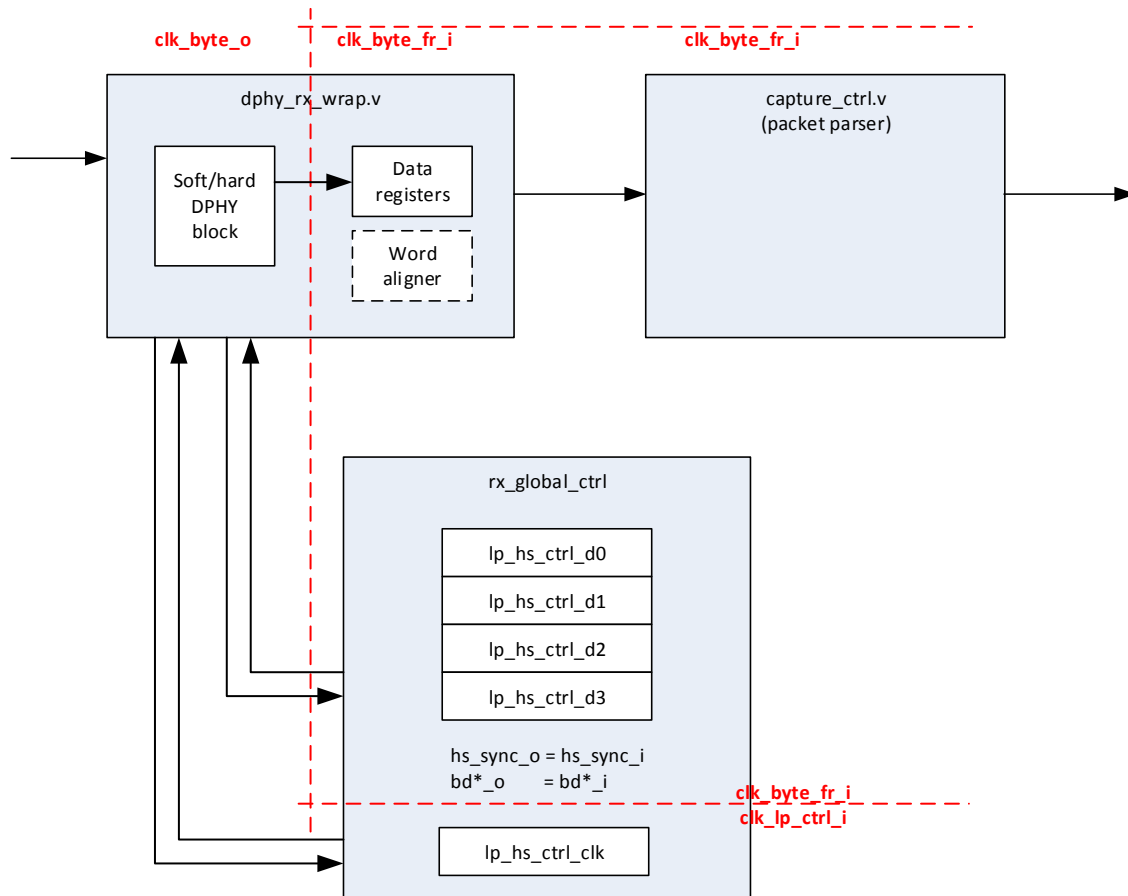 clk_byte_o
clk_byte_fr_i
clk_byte_fr_i
dphy_rx_wrap.v
Soft/hard
DPHY
block
Data
registers
Word
aligner
capture_ctrl.v
(packet parser)
rx_global_ctrl
lp_hs_ctrl_d0
lp_hs_ctrl_d1
lp_hs_ctrl_d2
lp_hs_ctrl_d3
hs_sync_o = hs_sync_i
bd*_o = bd*_i
clk_byte_fr_i
clk_lp_ctrl_i
lp_hs_ctrl_clk